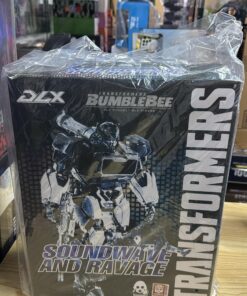 DLX
TRANSFORMERS
BUMBLEBEE
TRANSFORMERS
SOUNDWAVE
AND RAVAGE